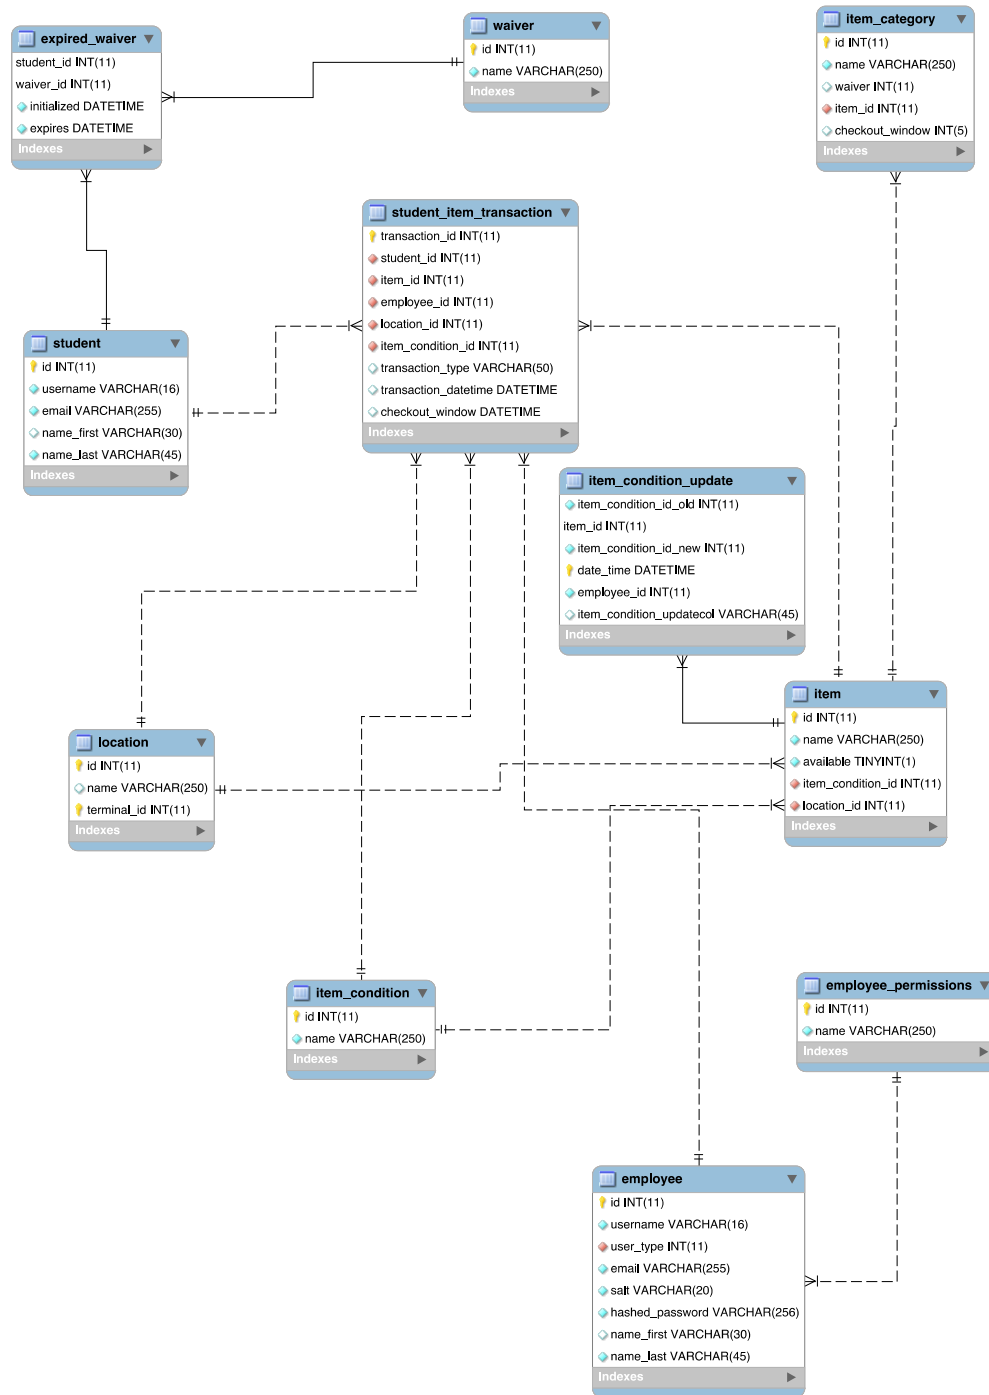 expired_waiver
student_id INT(11)
waiver_id INT(11)
initialized DATETIME
expires DATETIME
Indexes
waiver
id INT(11)
name VARCHAR(250)
Indexes
item_category
id INT(11)
name VARCHAR(250)
waiver INT(11)
item_id INT(11)
checkout_window INT(5)
Indexes
student_item_transaction
transaction_id INT(11)
student_id INT(11)
item_id INT(11)
employee_id INT(11)
location_id INT(11)
item_condition_id INT(11)
transaction_type VARCHAR(50)
transaction_datetime DATETIME
checkout_window DATETIME
Indexes
student
id INT(11)
username VARCHAR(16)
email VARCHAR(255)
name_first VARCHAR(30)
name_last VARCHAR(45)
Indexes
item_condition_update
item_condition_id_old INT(11)
item_id INT(11)
item_condition_id_new INT(11)
date_time DATETIME
employee_id INT(11)
item_condition_updatecol VARCHAR(45)
Indexes
item
id INT(11)
name VARCHAR(250)
available TINYINT(1)
item_condition_id INT(11)
location_id INT(11)
Indexes
location
id INT(11)
name VARCHAR(250)
terminal_id INT(11)
Indexes
item_condition
id INT(11)
name VARCHAR(250)
Indexes
employee_permissions
id INT(11)
name VARCHAR(250)
Indexes
employee
id INT(11)
username VARCHAR(16)
user_type INT(11)
email VARCHAR(255)
salt VARCHAR(20)
hashed_password VARCHAR(256)
name_first VARCHAR(30)
name_last VARCHAR(45)
Indexes